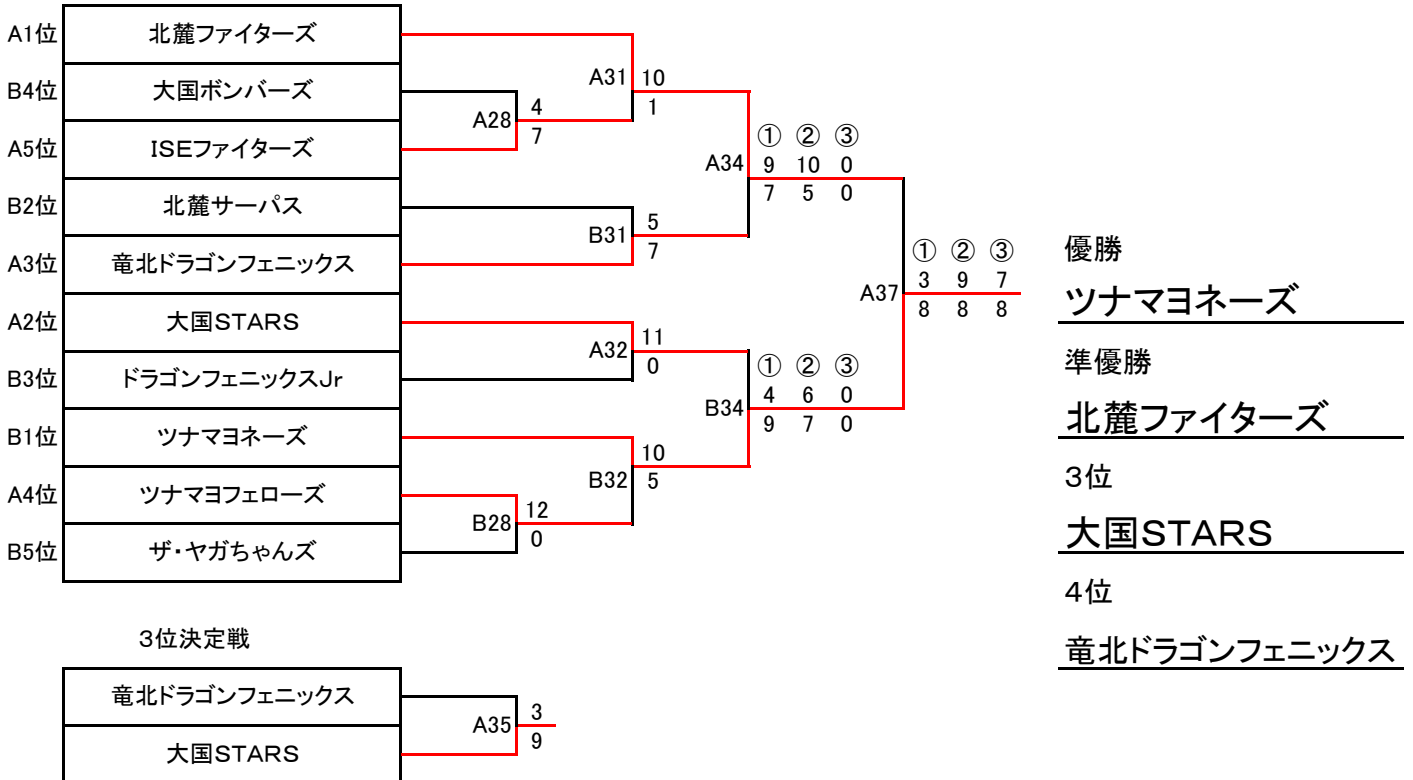 A1位 北麓ファイターズ
B4位 大国ボンバーズ
A5位 ISEファイターズ
B2位 北麓サーパス
A3位 竜北ドラゴンフェニックス
A2位 大国STARS
B3位 ドラゴンフェニックスJr
B1位 ツナマヨネーズ
A4位 ツナマヨフェローズ
B5位 ザ・ヤガちゃんズ
A28
4
7
B28
12
0
A31
10
1
B31
5
7
A32
11
0
B32
10
5
A34
① ② ③
9 10 0
7 5 0
B34
① ② ③
4 6 0
9 7 0
A37
① ② ③
3 9 7
8 8 8
優勝
ツナマヨネーズ
準優勝
北麓ファイターズ
3位
大国STARS
4位
竜北ドラゴンフェニックス
3位決定戦
竜北ドラゴンフェニックス
大国STARS
A35
3
9